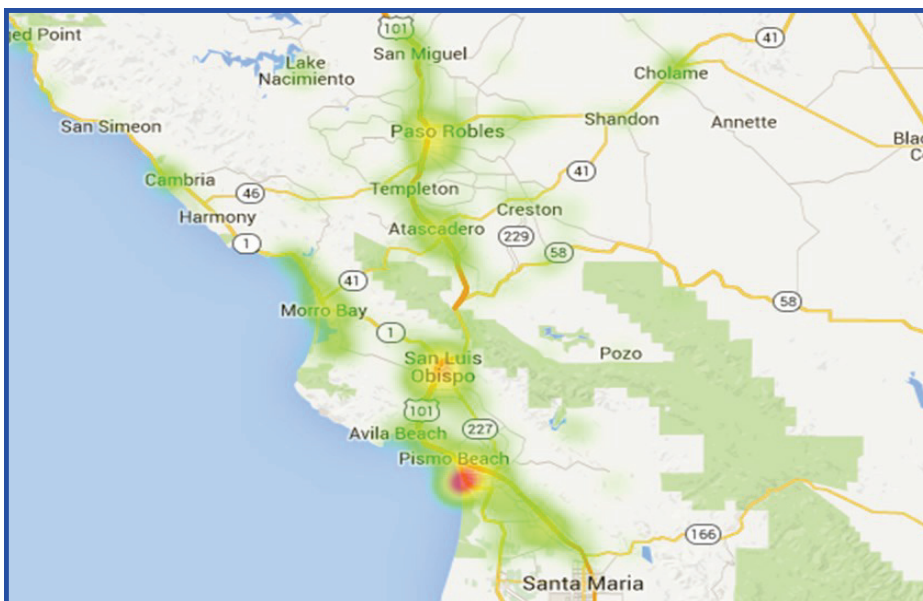 ged Point
101
San Miguel
41
Lake
Nacimiento
Cholame
San Simeon
Paso Robles
Shandon
Annette
Blac
Co
Cambria
46
Templeton
41
Harmony
Creston
Atascadero
229
1
58
41
58
Morro Bay
1
San Luis
Obispo
Pozo
101
Avila Beach
227
Pismo Beach
166
Santa Maria